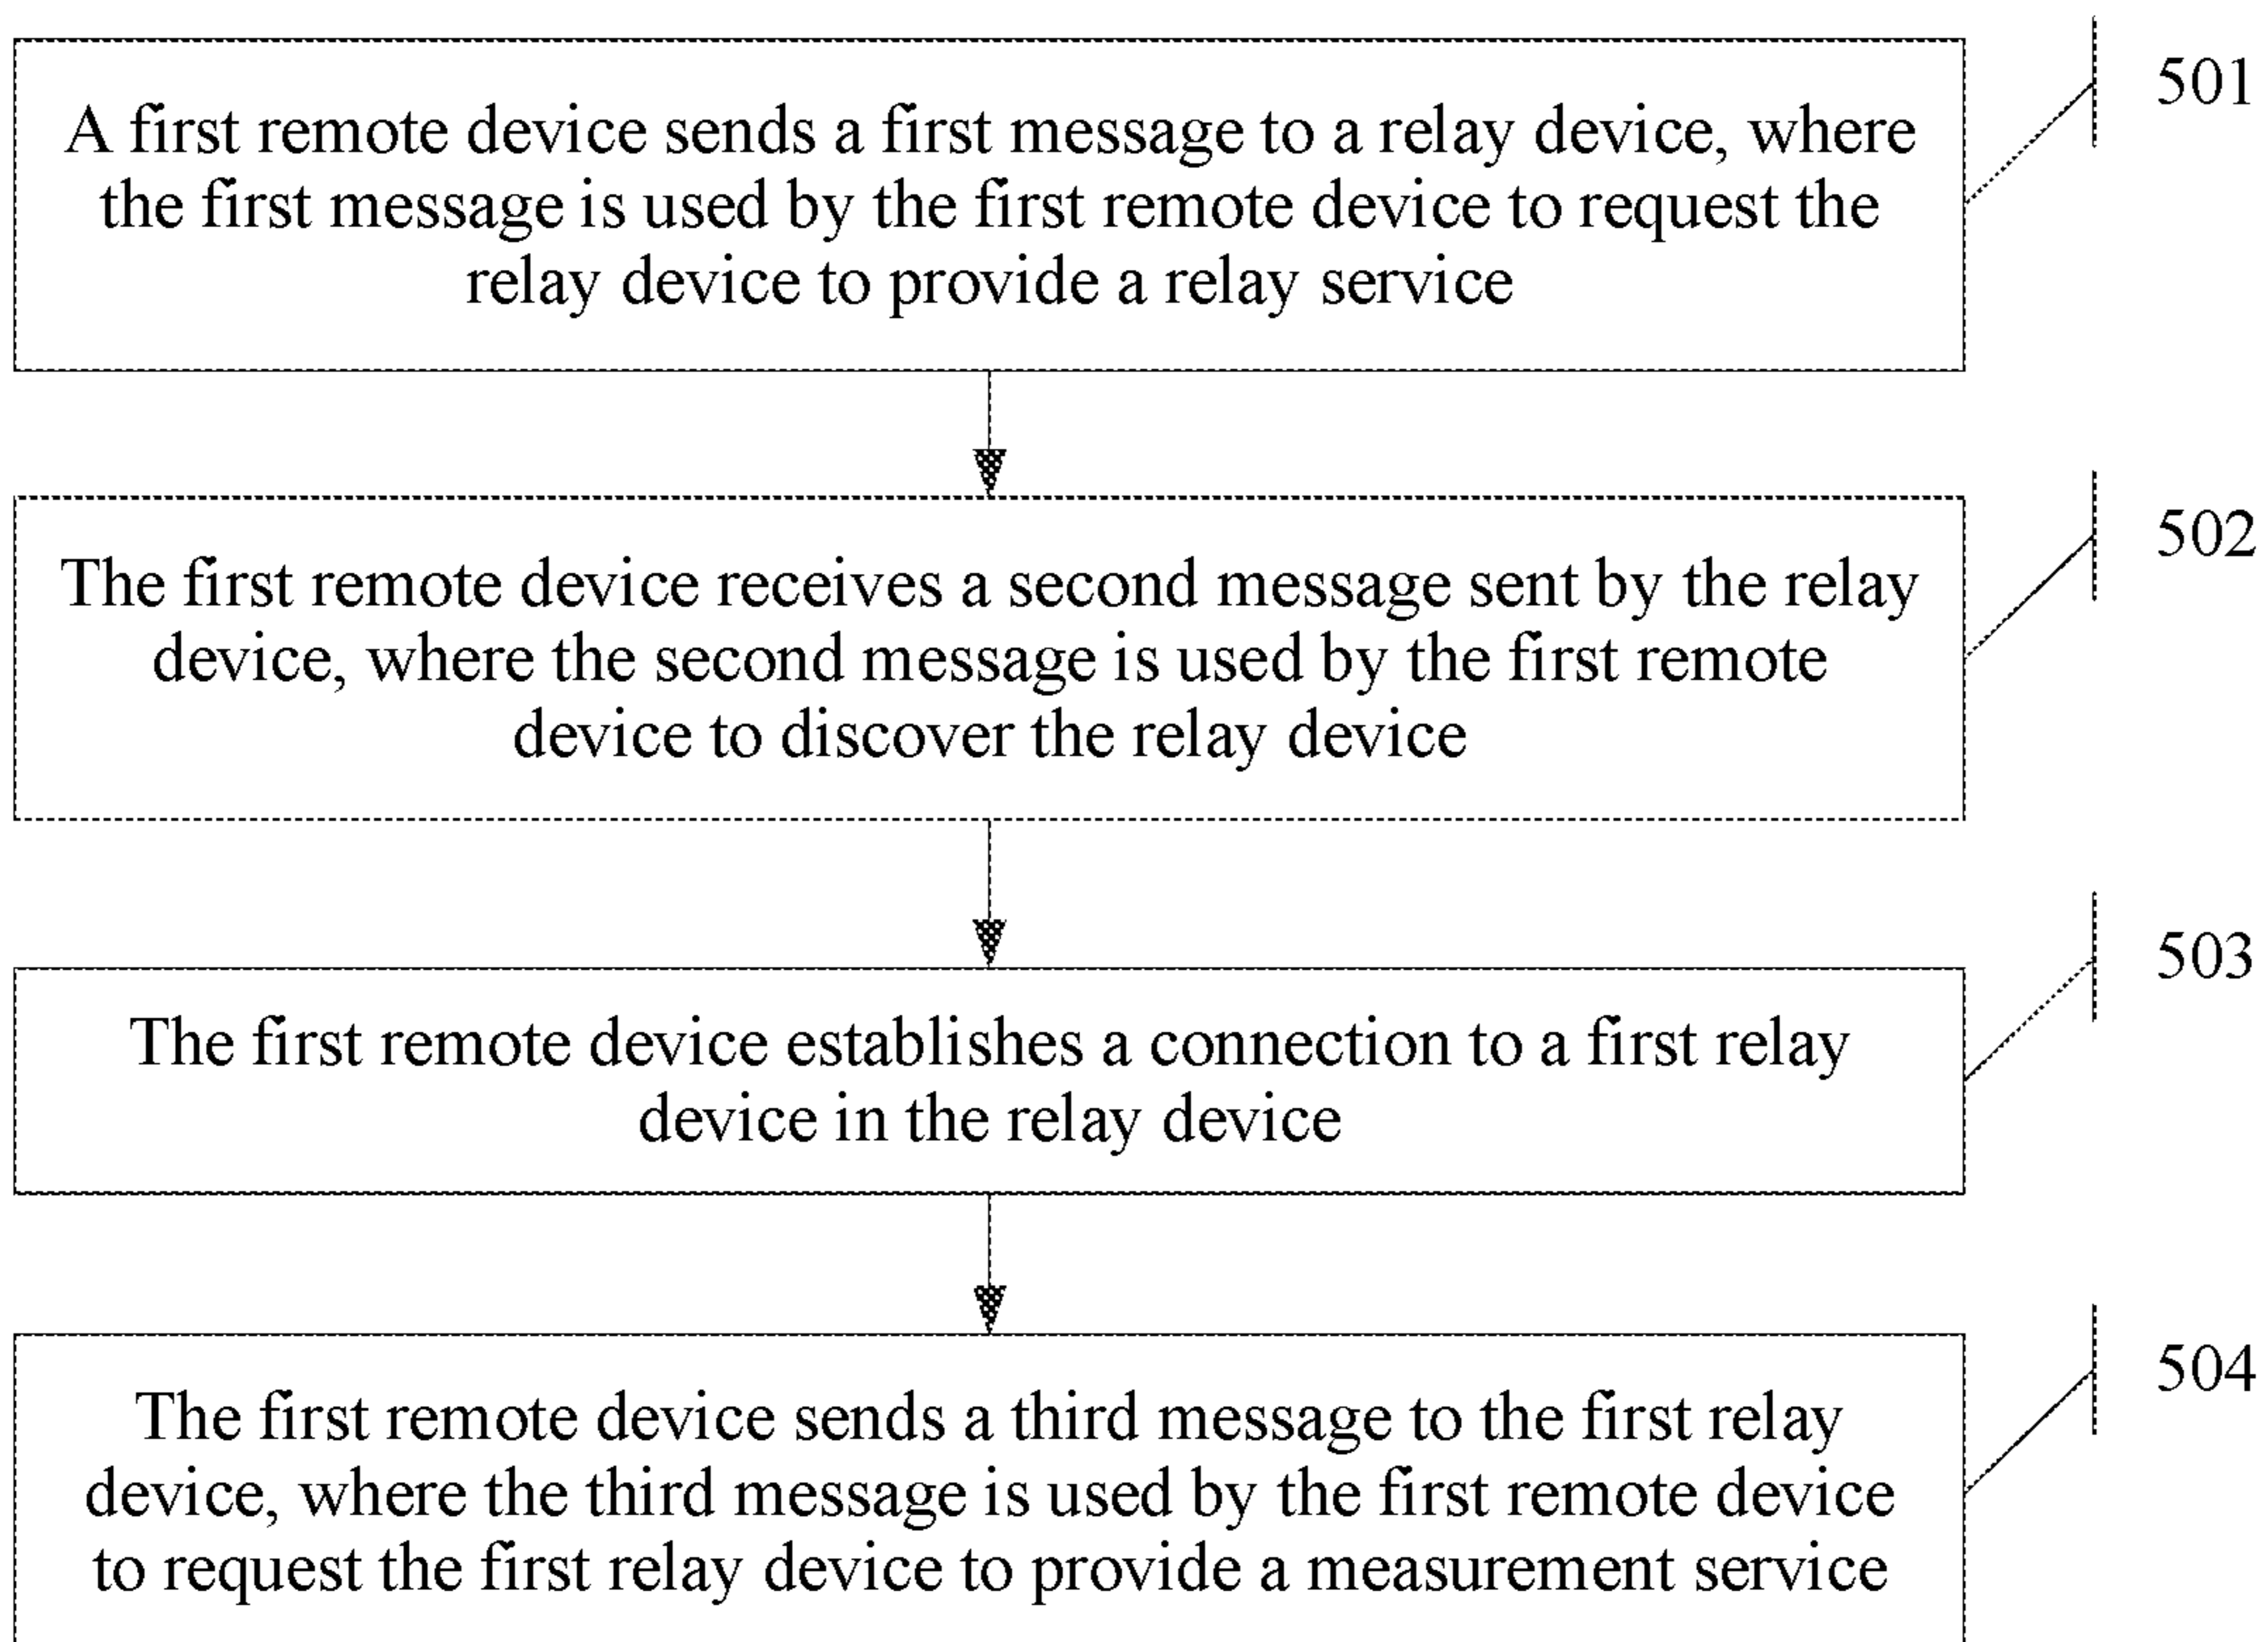 A first remote device sends a first message to a relay device, where
the first message is used by the first remote device to request the
relay device to provide a relay service
501
The first remote device receives a second message sent by the relay
device, where the second message is used by the first remote
device to discover the relay device
502
The first remote device establishes a connection to a first relay
device in the relay device
503
The first remote device sends a third message to the first relay
device, where the third message is used by the first remote device
to request the first relay device to provide a measurement service
504